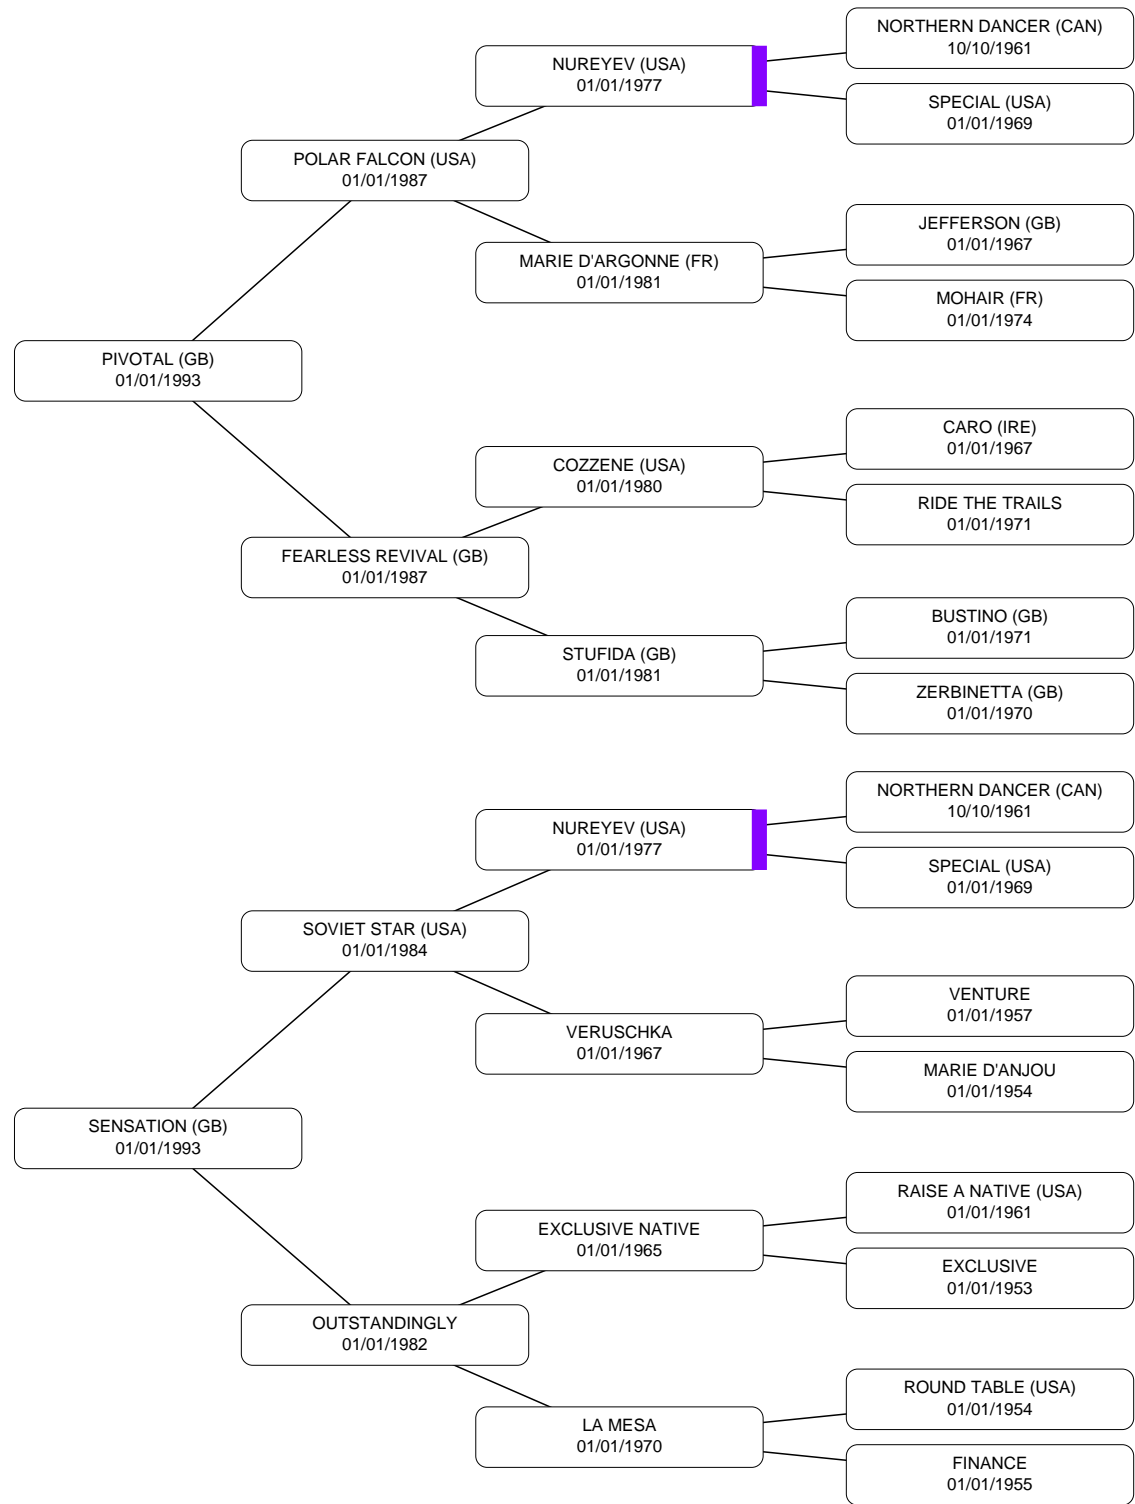 NORTHERN DANCER (CAN)
10/10/1961
NUREYEV (USA)
01/01/1977
SPECIAL (USA)
01/01/1969
POLAR FALCON (USA)
01/01/1987
JEFFERSON (GB)
01/01/1967
MARIE D'ARGONNE (FR)
01/01/1981
MOHAIR (FR)
01/01/1974
PIVOTAL (GB)
01/01/1993
CARO (IRE)
01/01/1967
COZZENE (USA)
01/01/1980
RIDE THE TRAILS
01/01/1971
FEARLESS REVIVAL (GB)
01/01/1987
BUSTINO (GB)
01/01/1971
STUFIDA (GB)
01/01/1981
ZERBINETTA (GB)
01/01/1970
NORTHERN DANCER (CAN)
10/10/1961
NUREYEV (USA)
01/01/1977
SPECIAL (USA)
01/01/1969
SOVIET STAR (USA)
01/01/1984
VENTURE
01/01/1957
VERUSCHKA
01/01/1967
MARIE D'ANJOU
01/01/1954
SENSATION (GB)
01/01/1993
RAISE A NATIVE (USA)
01/01/1961
EXCLUSIVE NATIVE
01/01/1965
EXCLUSIVE
01/01/1953
OUTSTANDINGLY
01/01/1982
ROUND TABLE (USA)
01/01/1954
LA MESA
01/01/1970
FINANCE
01/01/1955